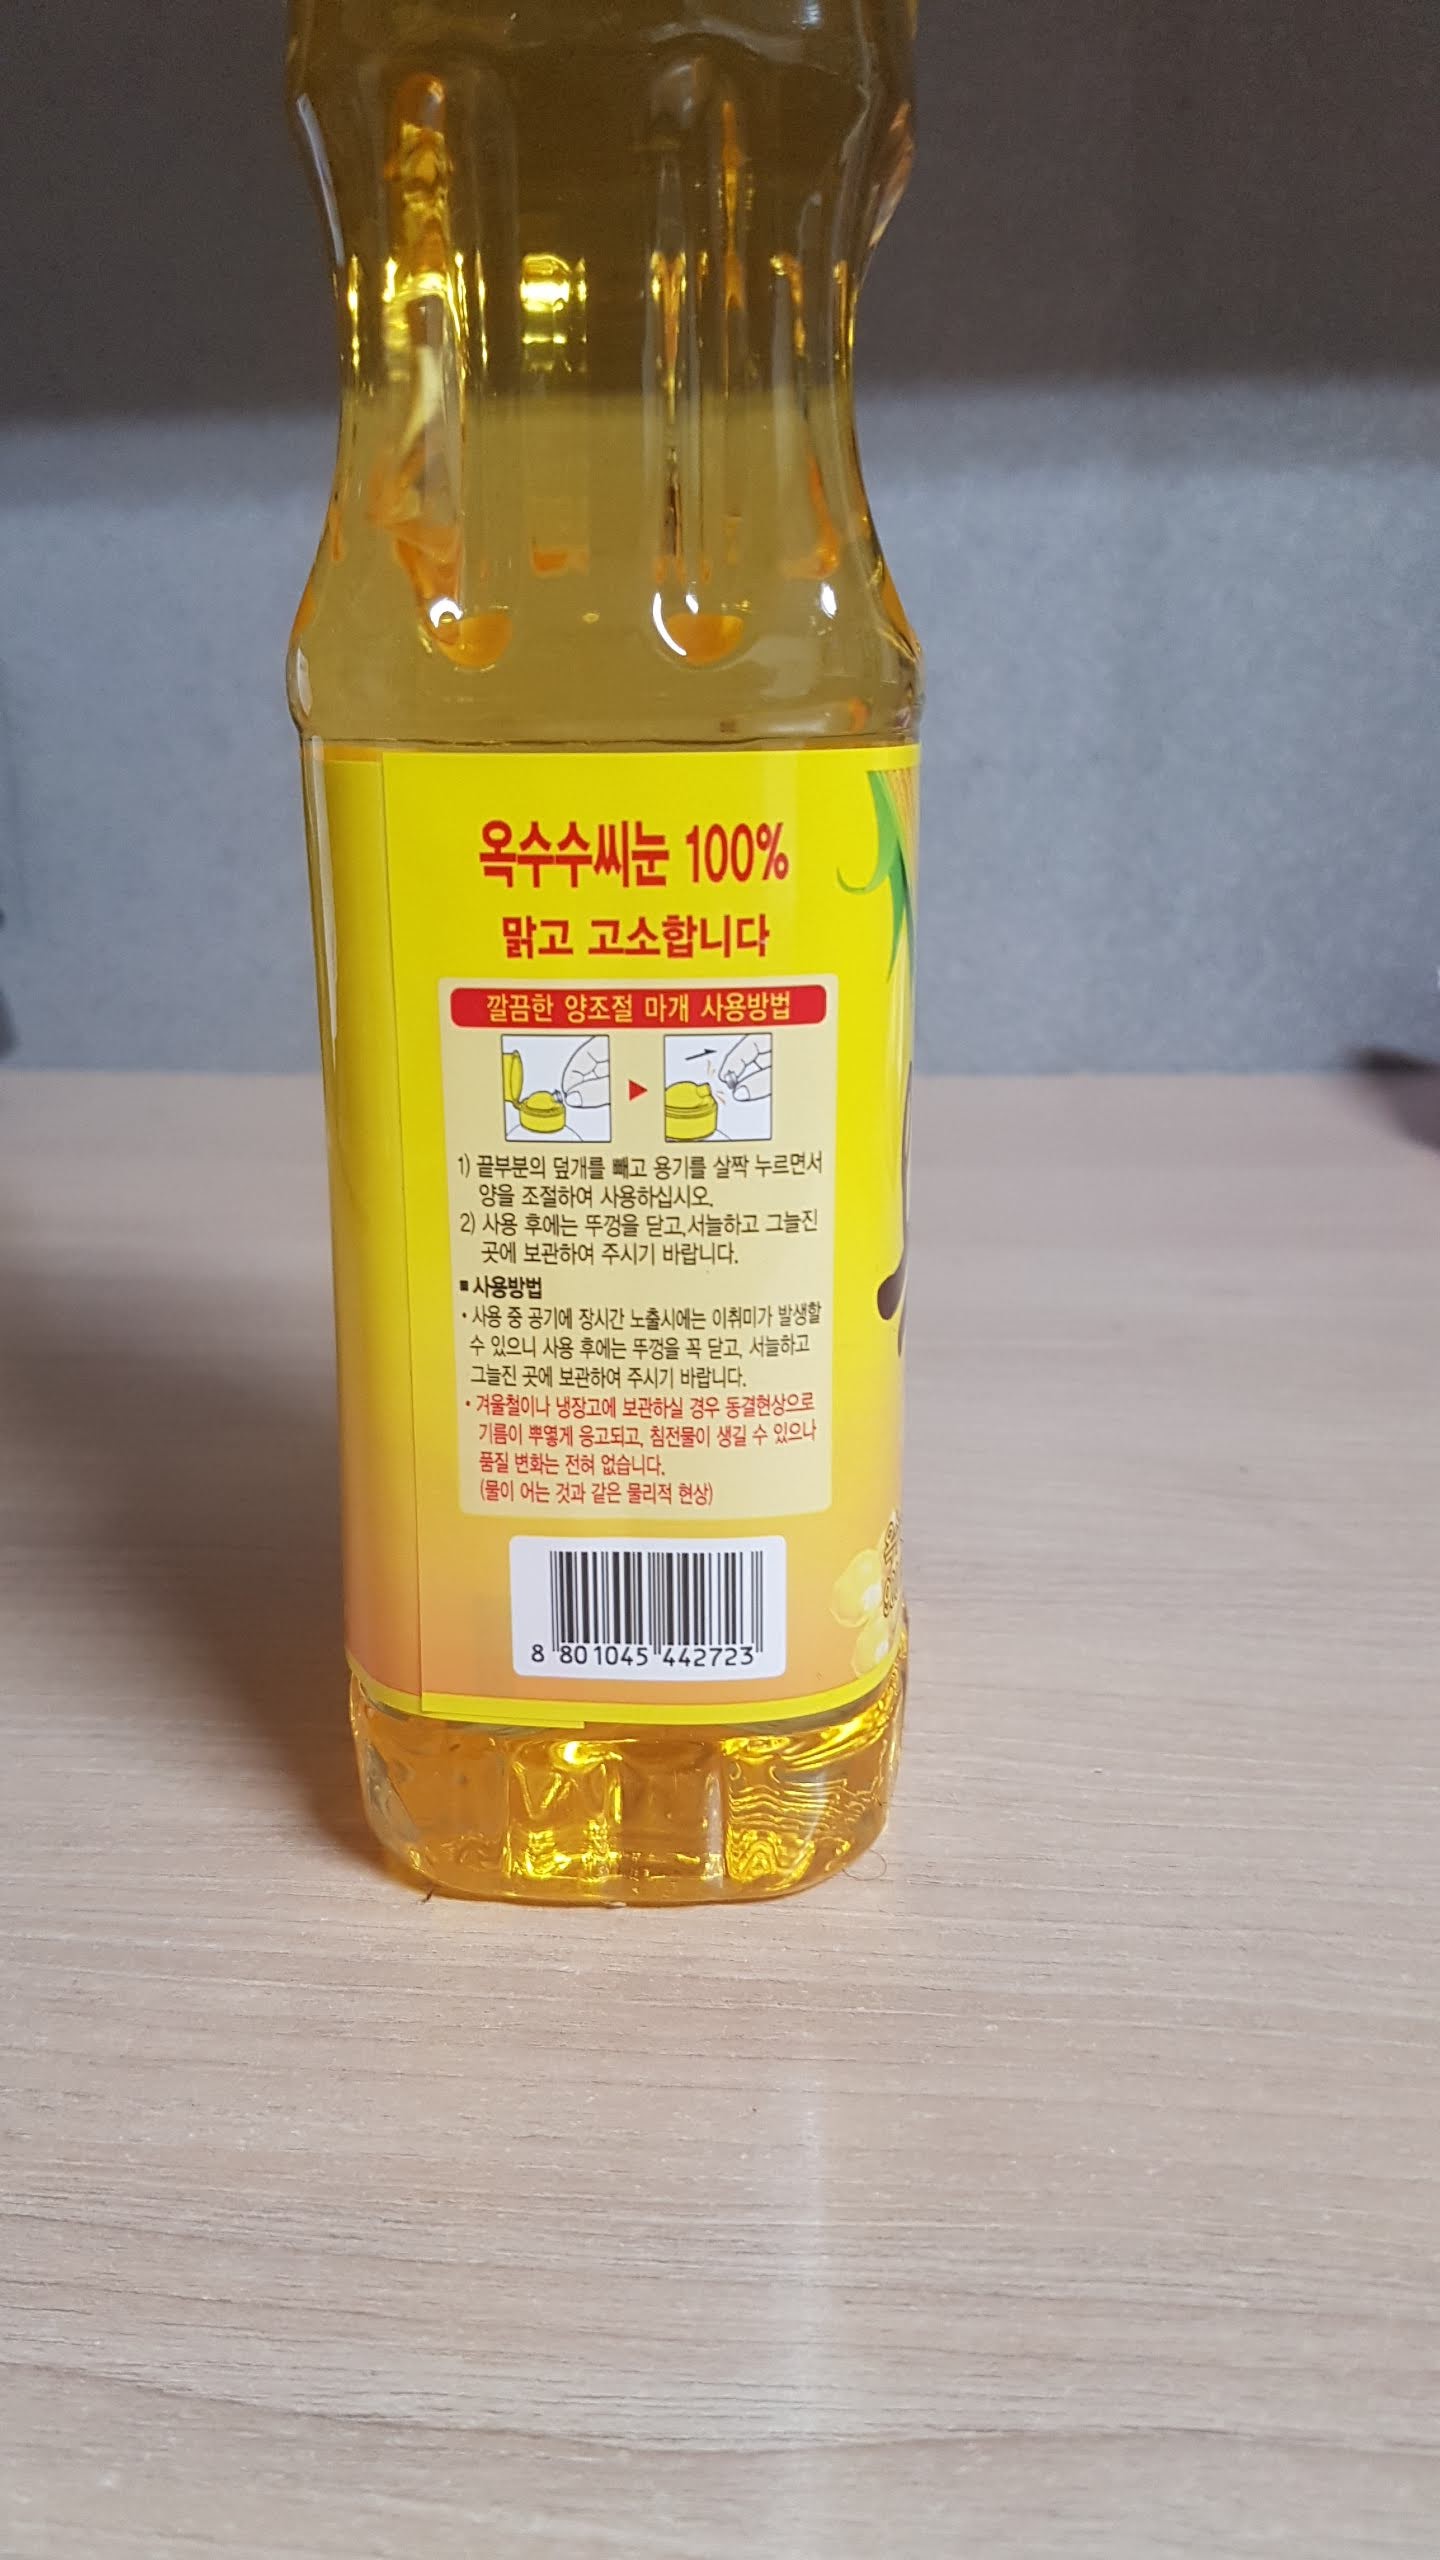 옥수수씨눈 100%
맑고 고소합니다
깔끔한 양조절 마개 사용방법
1) 끝부분의 덮개를 빼고 용기를 살짝 누르면서
양을 조절하여 사용하십시오.
2) 사용 후에는 뚜껑을 닫고,서늘하고 그늘진
곳에 보관하여 주시기 바랍니다.
■ 사용방법
• 사용 중 공기에 장시간 노출시에는 이취미가 발생할
수 있으니 사용 후에는 뚜껑을 꼭 닫고, 서늘하고
그늘진 곳에 보관하여 주시기 바랍니다.
• 겨울철이나 냉장고에 보관하실 경우 동결현상으로
기름이 뿌옇게 응고되고, 침전물이 생길 수 있으나
품질 변화는 전혀 없습니다.
(물이 어는 것과 같은 물리적 현상)
8 801045 442723